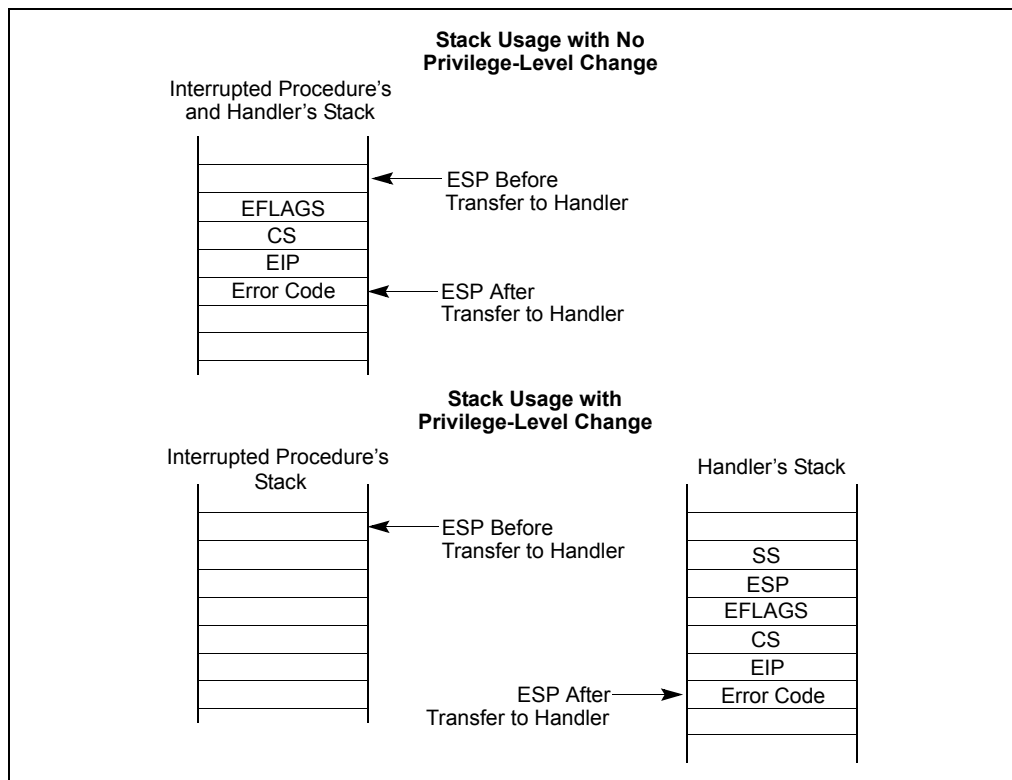 Stack Usage with No
Privilege-Level Change
Interrupted Procedure's
and Handler's Stack
ESP Before
Transfer to Handler
EFLAGS
CS
EIP
Error Code
ESP After
Transfer to Handler
Stack Usage with
Privilege-Level Change
Interrupted Procedure's
Stack
Handler's Stack
ESP Before
Transfer to Handler
SS
ESP
EFLAGS
CS
EIP
ESP After
Transfer to Handler
Error Code